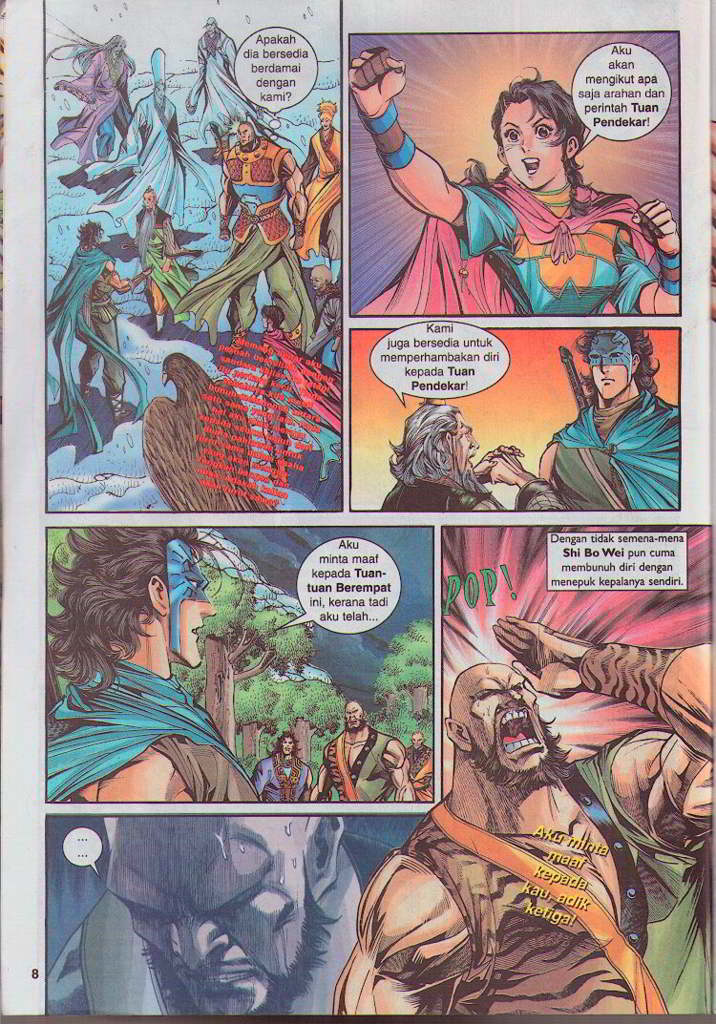 Apakah
dia bersedia
berdamai
dengan
kami?
Aku
akan
mengikut apa
saja arahan dan
perintah Tuan
Pendekar!
Kami
juga bersedia untuk
memperhambakan diri
kepada Tuan
Pendekar!
Aku
minta maaf
kepada Tuan-
tuan Berempat
ini, kerana tadi
aku telah...
Dengan tidak semena-mena
Shi Bo Wei pun cuma
membunuh diri dengan
menepuk kepalanya sendiri.
POP!
Aku minta
maaf
kepada
kau, adik
ketiga!
...
...
8